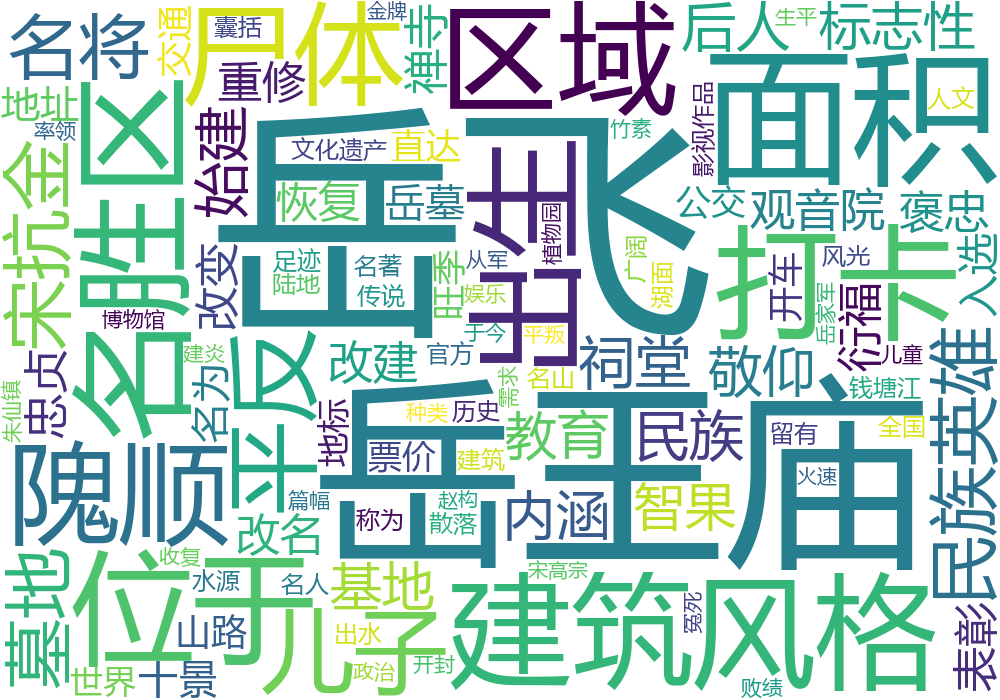 名将
交通
尸体
囊括
金牌
禅寺
区域
后人
生平
标志性
重修
面积
人文
地址
率领
名胜区
始建
文化遗产
直达
岳飞
出生
竹素
影视作品
宋抗金
恢复
岳墓
公交
观音院
褒忠
植物园
广阔
湖面
打卡
开车
风光
入选
改变
足迹
陆地
名著
传说
旺季
从军
娱乐
岳家军
衍福
博物馆
平反
于今
平叛
官方
改建
祠堂
敬仰
儿童
民族英雄
朱仙镇
忠贞
建炎
名为
岳王庙
需求
名山
钱塘江
地标
种类
历史
教育
民族
留有
全国
隗顺
票价
建筑
火速
篇幅
赵构
散落
称为
内涵
智果
改名
墓地
位于
收复
水源
名人
基地
宋高宗
建筑风格
山路
儿子
出水
冤死
表彰
世界
十景
政治
开封
败绩